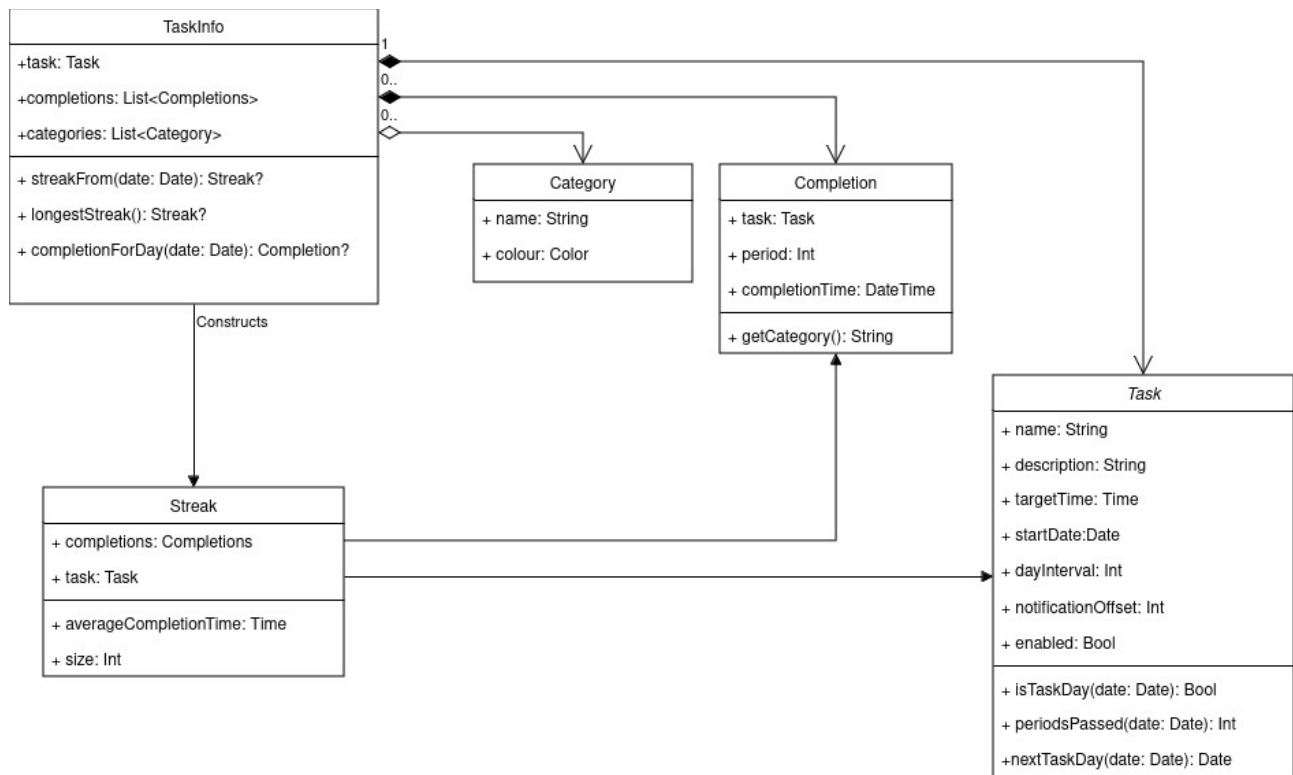 TaskInfo
+task: Task
+completions: List<Completions>
+categories: List<Category>
+ streakFrom(date: Date): Streak?
+ longestStreak(): Streak?
+ completionForDay(date: Date): Completion?
1
0..
0..
Constructs
Category
+ name: String
+ colour: Color
Completion
+ task: Task
+ period: Int
+ completionTime: DateTime
+ getCategory(): String
Streak
+ completions: Completions
+ task: Task
+ averageCompletionTime: Time
+ size: Int
Task
+ name: String
+ description: String
+ targetTime: Time
+ startDate:Date
+ dayInterval: Int
+ notificationOffset: Int
+ enabled: Bool
+ isTaskDay(date: Date): Bool
+ periodsPassed(date: Date): Int
+nextTaskDay(date: Date): Date